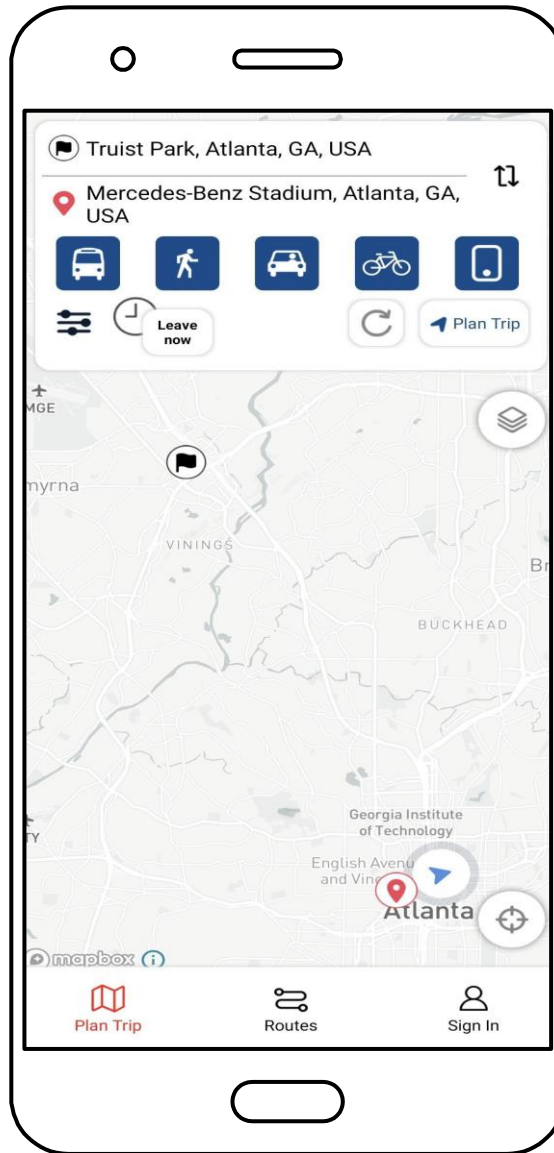 Truist Park, Atlanta, GA, USA
Mercedes-Benz Stadium, Atlanta, GA,
USA
Leave
now
Plan Trip
MGE
myrna
VININGS
Br
BUCKHEAD
Georgia Institute
of Technology
TY
English Avenu
and Vine
Atlanta
mapbox
Plan Trip
Routes
Sign In